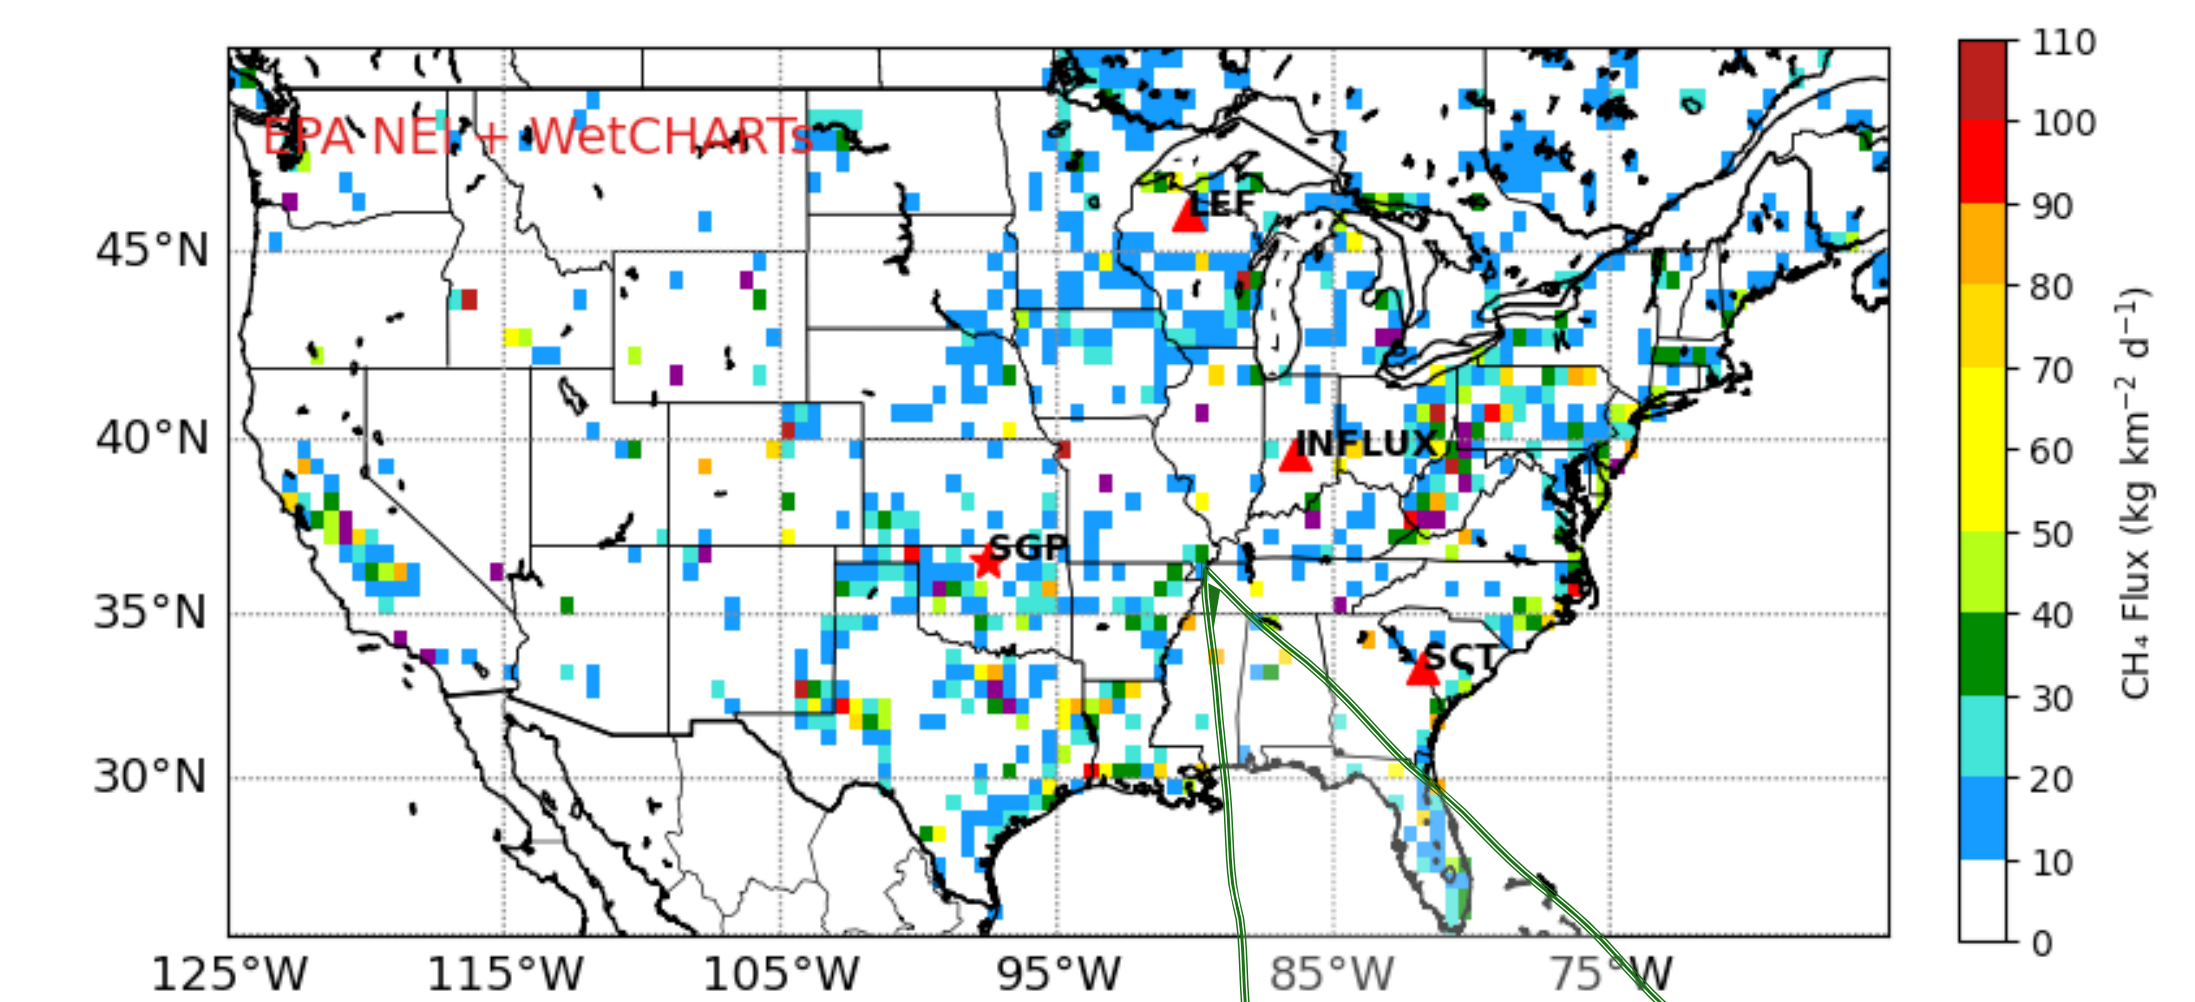 EPA NEI + WetCHARTs
LEF
INFLUX
SGP
SCT
45°N
40°N
35°N
30°N
125°W 115°W 105°W 95°W 85°W 75°W
110
100
90
80
70
60
50
40
30
20
10
0
CH₄ Flux (kg km⁻² d⁻¹)